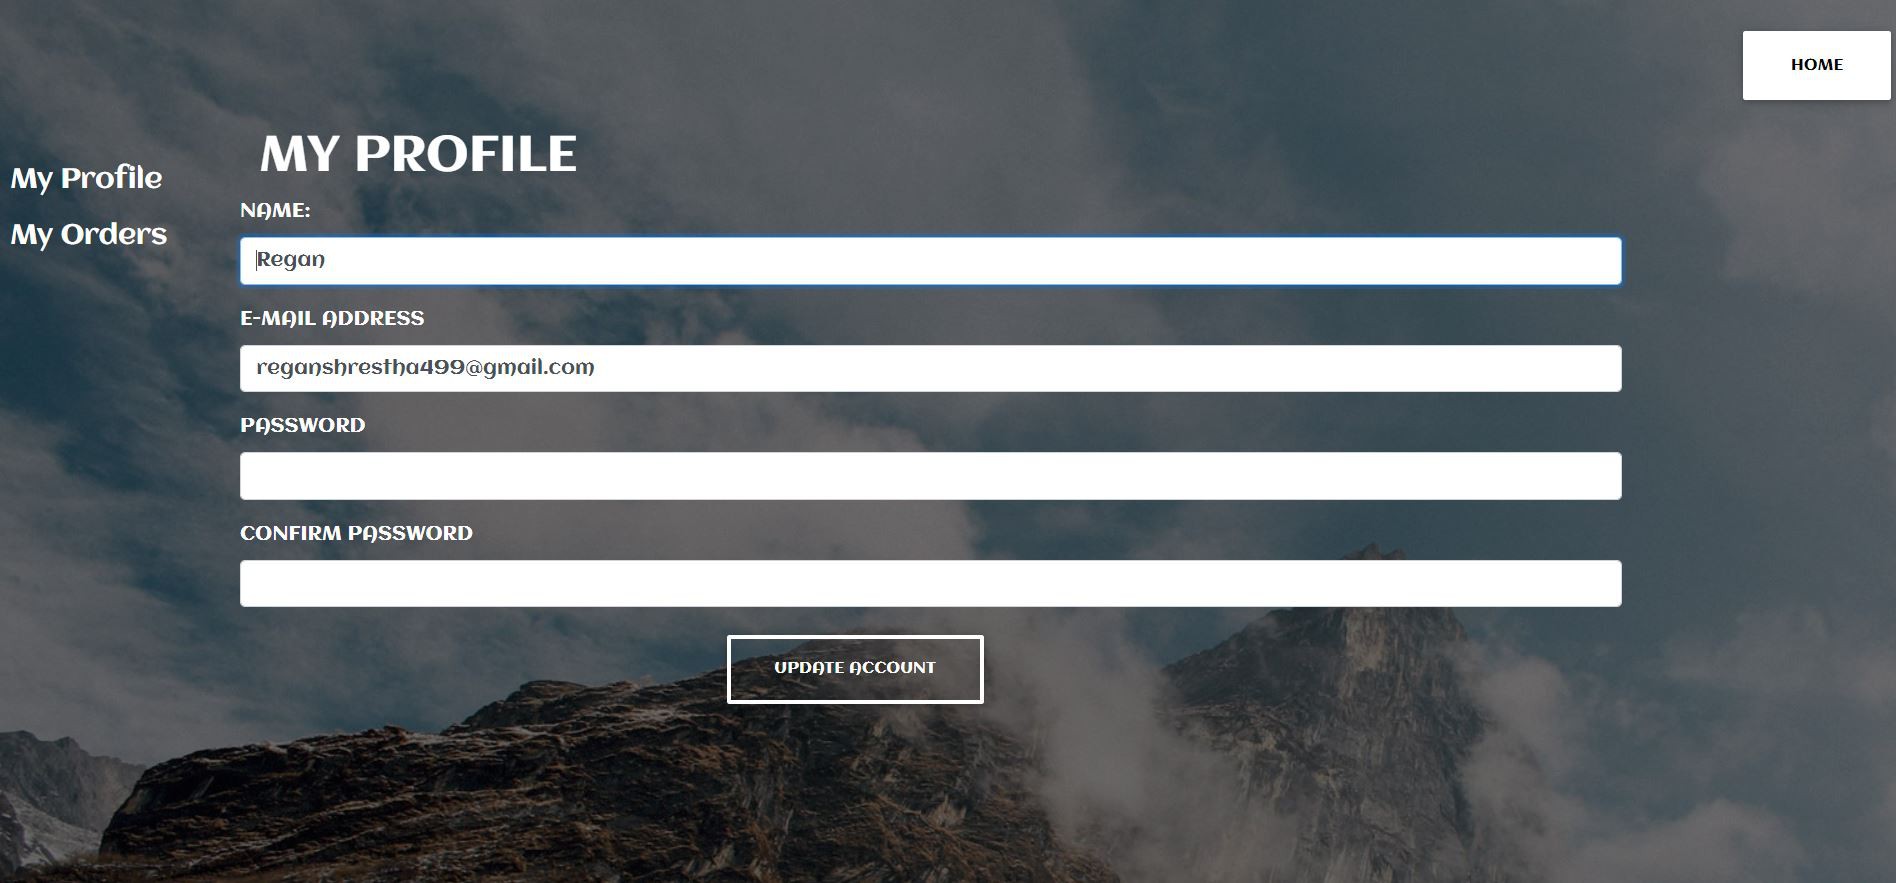 HOME
My Profile
My Orders
MY PROFILE
NAME:
Regan
E-MAIL ADDRESS
reganshrestha499@gmail.com
PASSWORD
CONFIRM PASSWORD
UPDATE ACCOUNT